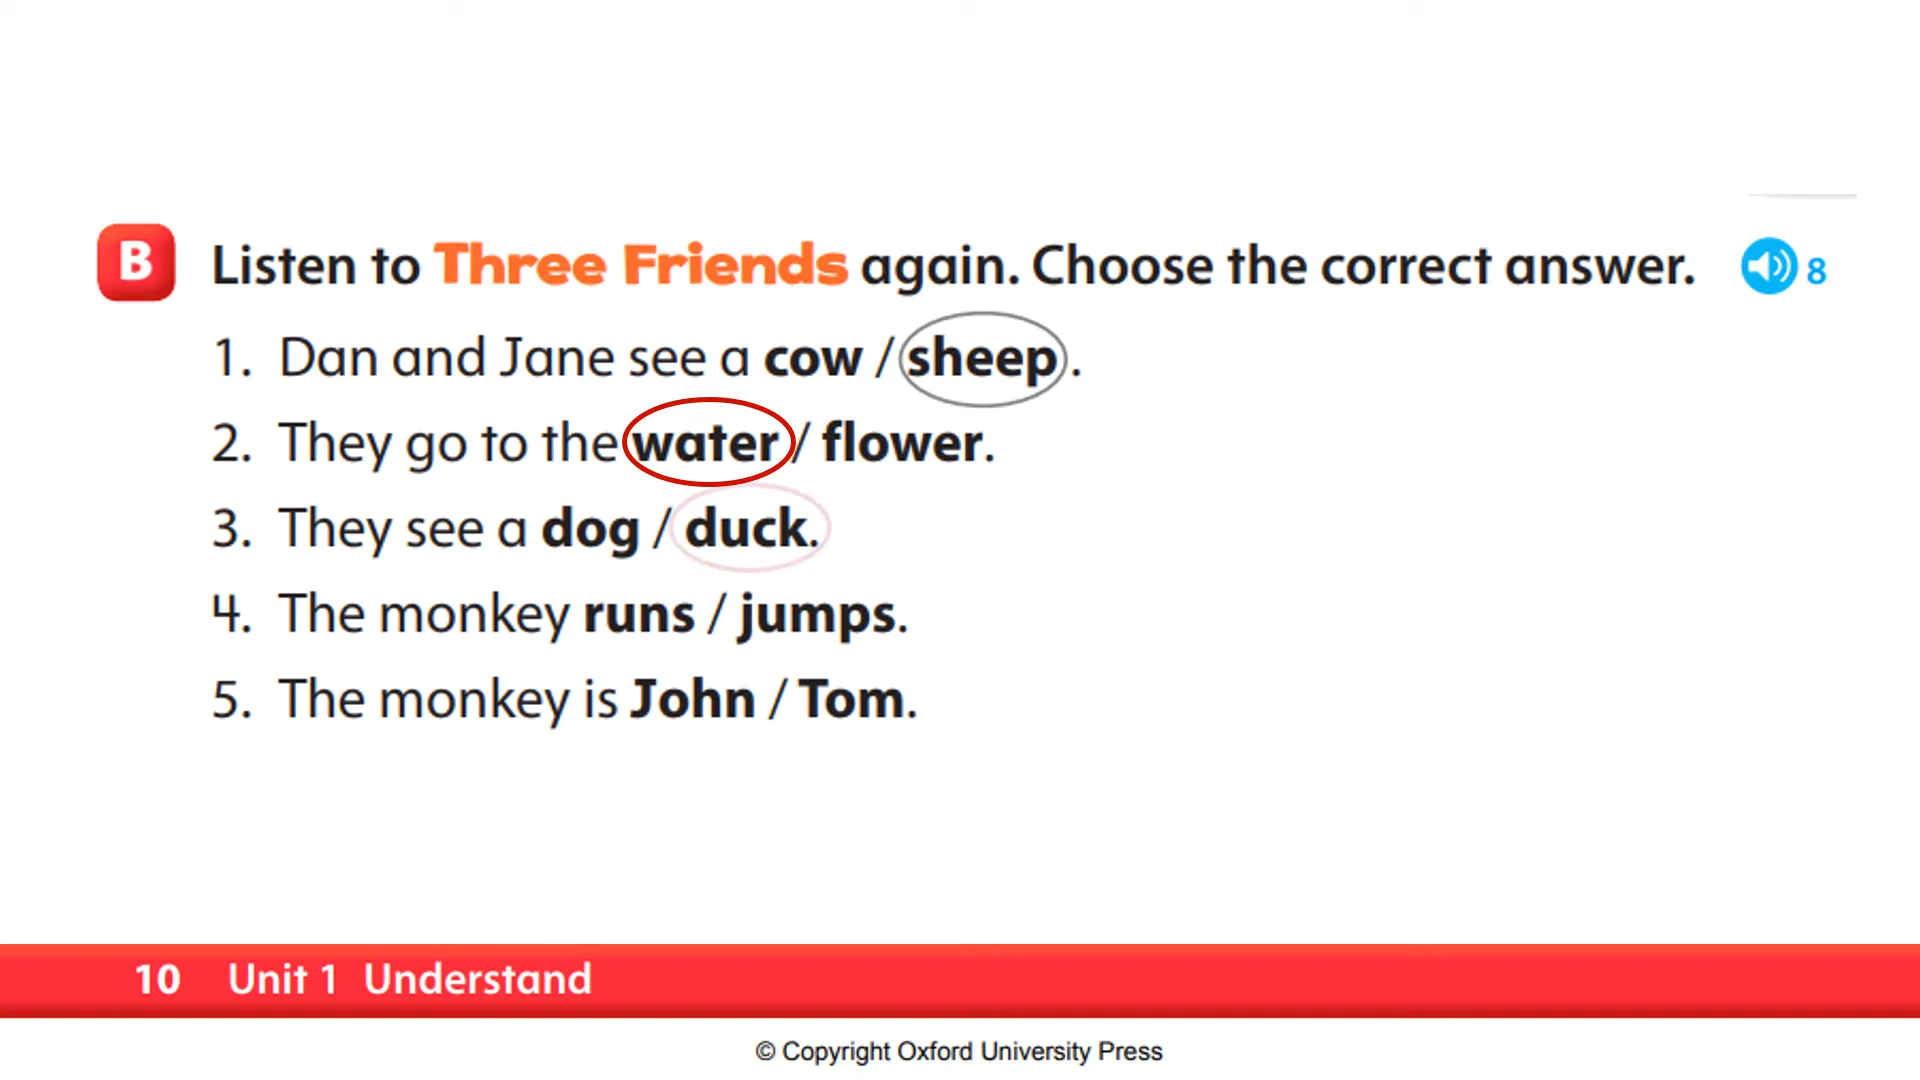 B Listen to Three Friends again. Choose the correct answer. 8
1. Dan and Jane see a cow / sheep.
2. They go to the water / flower.
3. They see a dog / duck.
4. The monkey runs / jumps.
5. The monkey is John / Tom.
10 Unit 1 Understand
© Copyright Oxford University Press